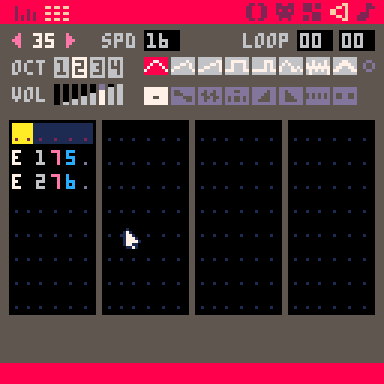 35 SPD 16 LOOP 00 00
OCT 1 2 3 4
VOL
E 1 7 5 .
E 2 7 6 .